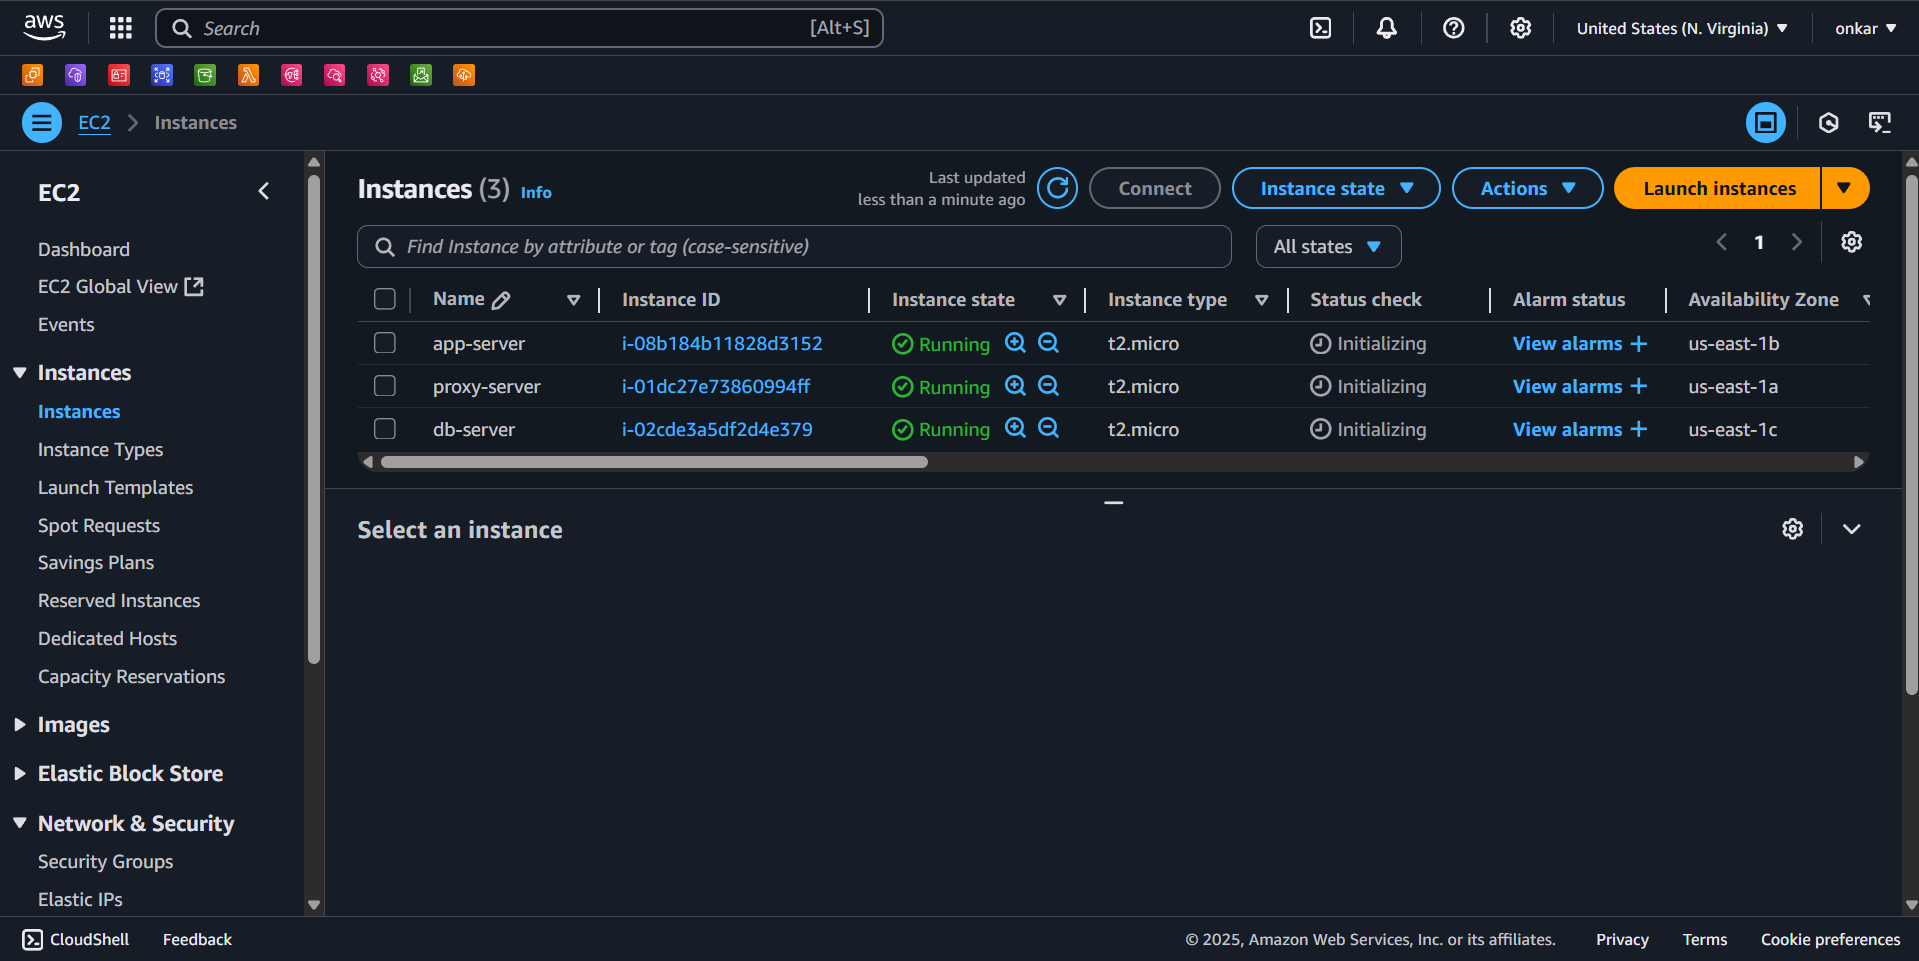 aws
Search [Alt+S]
United States (N. Virginia)
onkar
EC2
Instances
EC2
Dashboard
EC2 Global View
Events
Instances
Instances
Instance Types
Launch Templates
Spot Requests
Savings Plans
Reserved Instances
Dedicated Hosts
Capacity Reservations
Images
Elastic Block Store
Network & Security
Security Groups
Elastic IPs
Instances (3) Info
Last updated
less than a minute ago
Connect
Instance state
Actions
Launch instances
Find Instance by attribute or tag (case-sensitive)
All states
1
Name Instance ID Instance state Instance type Status check Alarm status Availability Zone
app-server i-08b184b11828d3152 Running t2.micro Initializing View alarms + us-east-1b
proxy-server i-01dc27e73860994ff Running t2.micro Initializing View alarms + us-east-1a
db-server i-02cde3a5df2d4e379 Running t2.micro Initializing View alarms + us-east-1c
Select an instance
CloudShell Feedback © 2025, Amazon Web Services, Inc. or its affiliates. Privacy Terms Cookie preferences